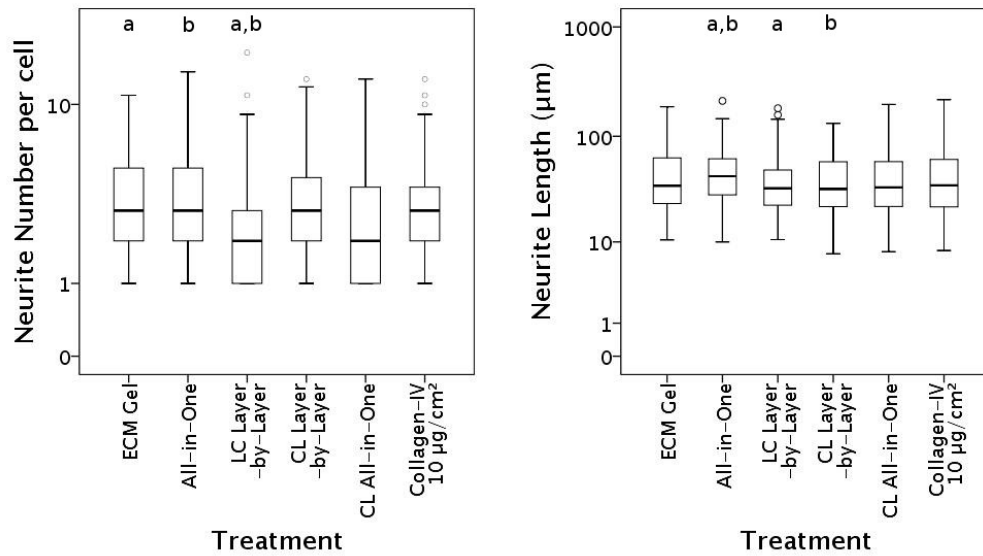 a b a,b
Neurite Number per cell
10
1
0
ECM Gel
All-in-One
LC Layer
-by-Layer
CL Layer
-by-Layer
CL All-in-One
Collagen-IV
10 µg/cm²
Treatment
a,b a b
Neurite Length (µm)
1000
100
10
1
0
ECM Gel
All-in-One
LC Layer
-by-Layer
CL Layer
-by-Layer
CL All-in-One
Collagen-IV
10 µg/cm²
Treatment